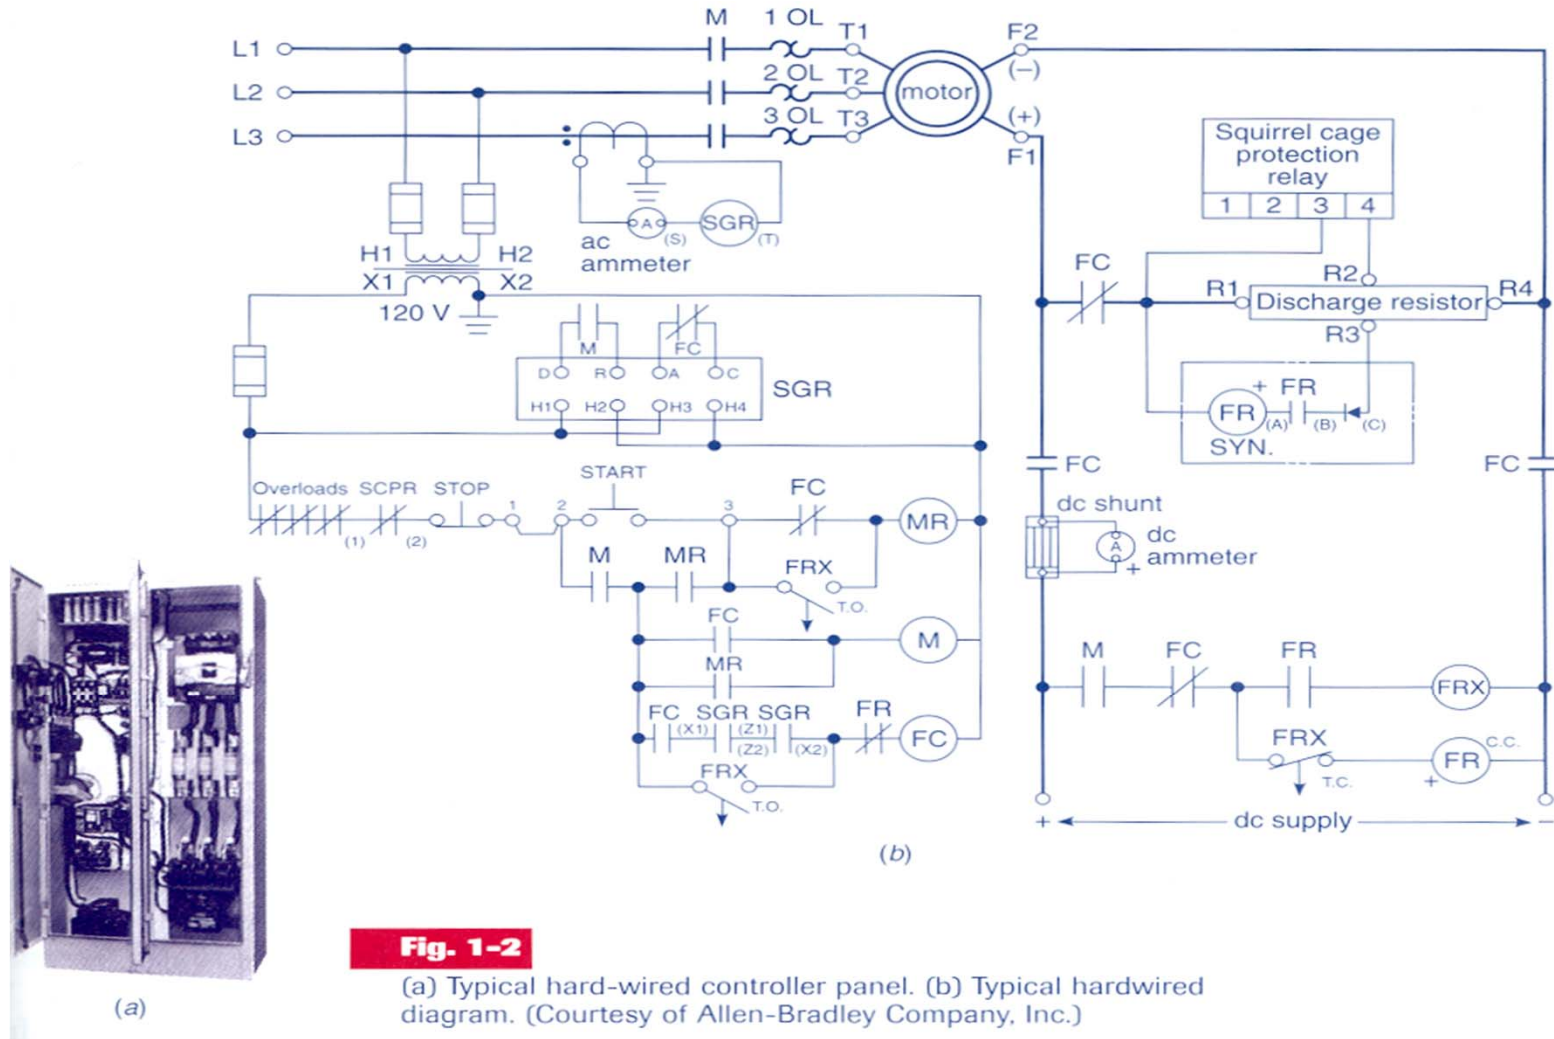 M 1 OL T1 F2
L1
(–)
2 OL T2
L2
motor
(+)
3 OL T3
L3
F1
Squirrel cage
protection
relay
1 2 3 4
A (S) SGR (T)
ac
ammeter
H1 H2
X1 X2
120 V
FC
R2
R1 Discharge resistor R4
R3
M FC
D R A C
SGR
H1 H2 H3 H4
+ FR
FR (A) (B) (C)
SYN.
FC FC
START
Overloads SCPR STOP
1 2 3 FC
(1) (2) MR
dc shunt
A dc
+ ammeter
M MR FRX
T.O.
FC
M
MR
M FC FR
FRX
FC SGR SGR FR
(X1) (Z1)
(Z2) (X2)
FC
FRX
T.O.
FRX C.C.
FR
T.C. +
+ dc supply –
(b)
Fig. 1-2
(a) Typical hard-wired controller panel. (b) Typical hardwired
diagram. (Courtesy of Allen-Bradley Company, Inc.)
(a)